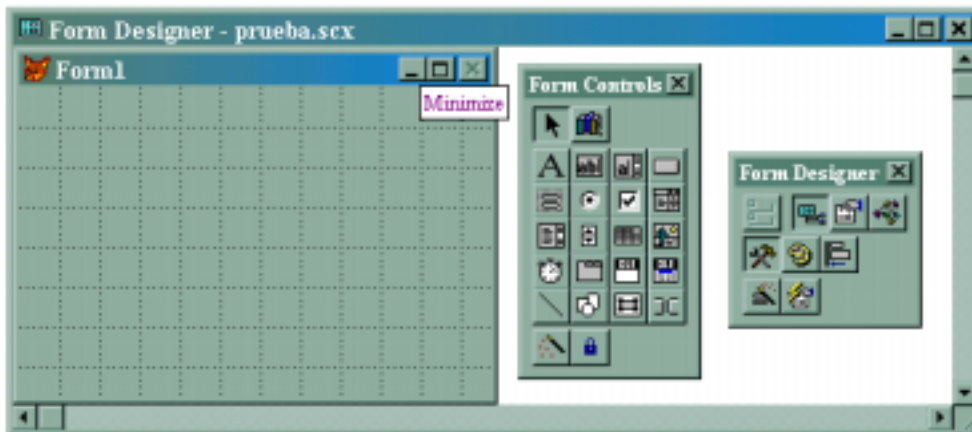 Form Designer - prueba.scx
Form1
Minimize
Form Controls
Form Designer
A